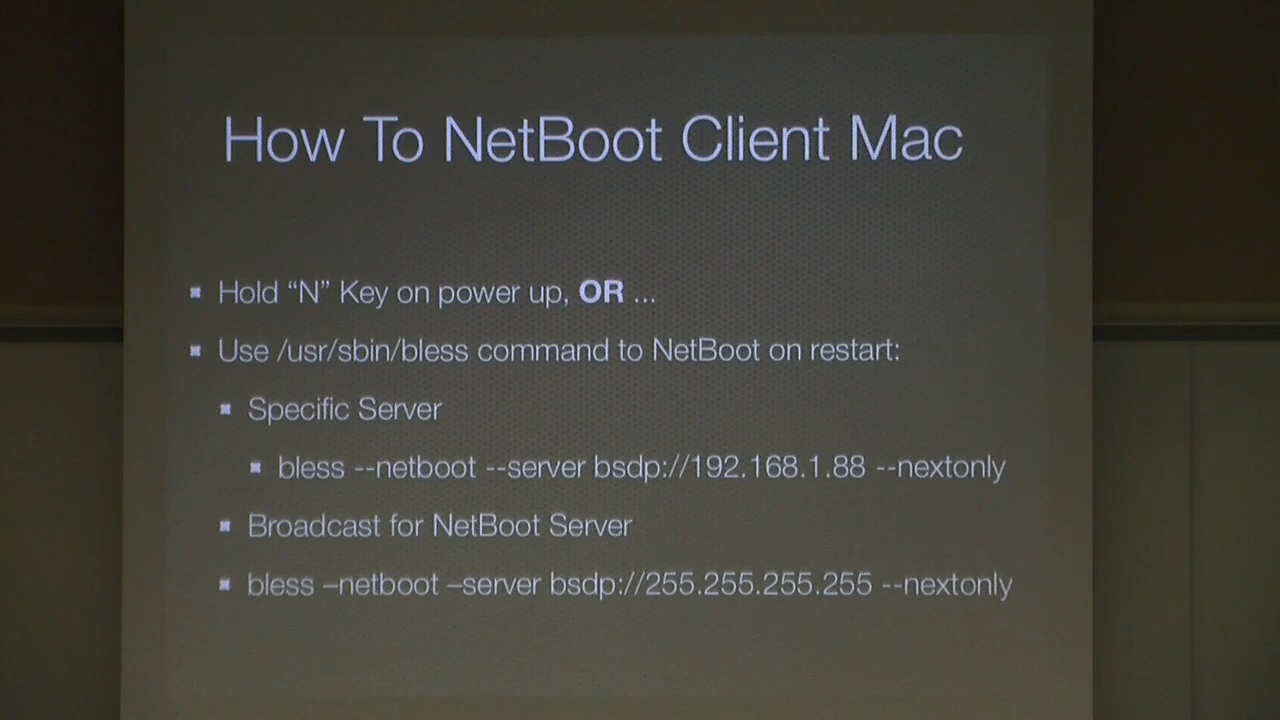 How To NetBoot Client Mac
Hold “N” Key on power up, OR ...
Use /usr/sbin/bless command to NetBoot on restart:
Specific Server
bless --netboot --server bsdp://192.168.1.88 --nextonly
Broadcast for NetBoot Server
bless –netboot –server bsdp://255.255.255.255 --nextonly